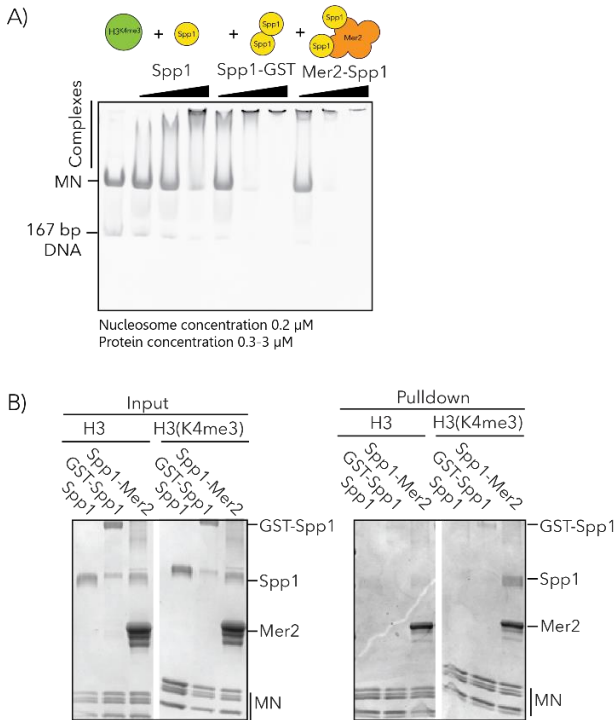 A)
H3K4me3 + Spp1 + Spp1 Spp1 + Spp1 Spp1 Mer2
Spp1 Spp1-GST Mer2-Spp1
Complexes
MN
167 bp
DNA
Nucleosome concentration 0.2 µM
Protein concentration 0.3-3 µM
B)
Input
H3 H3(K4me3)
Spp1 GST-Spp1 Spp1-Mer2 Spp1 GST-Spp1 Spp1-Mer2
GST-Spp1
Spp1
Mer2
MN
Pulldown
H3 H3(K4me3)
Spp1 GST-Spp1 Spp1-Mer2 Spp1 GST-Spp1 Spp1-Mer2
GST-Spp1
Spp1
Mer2
MN